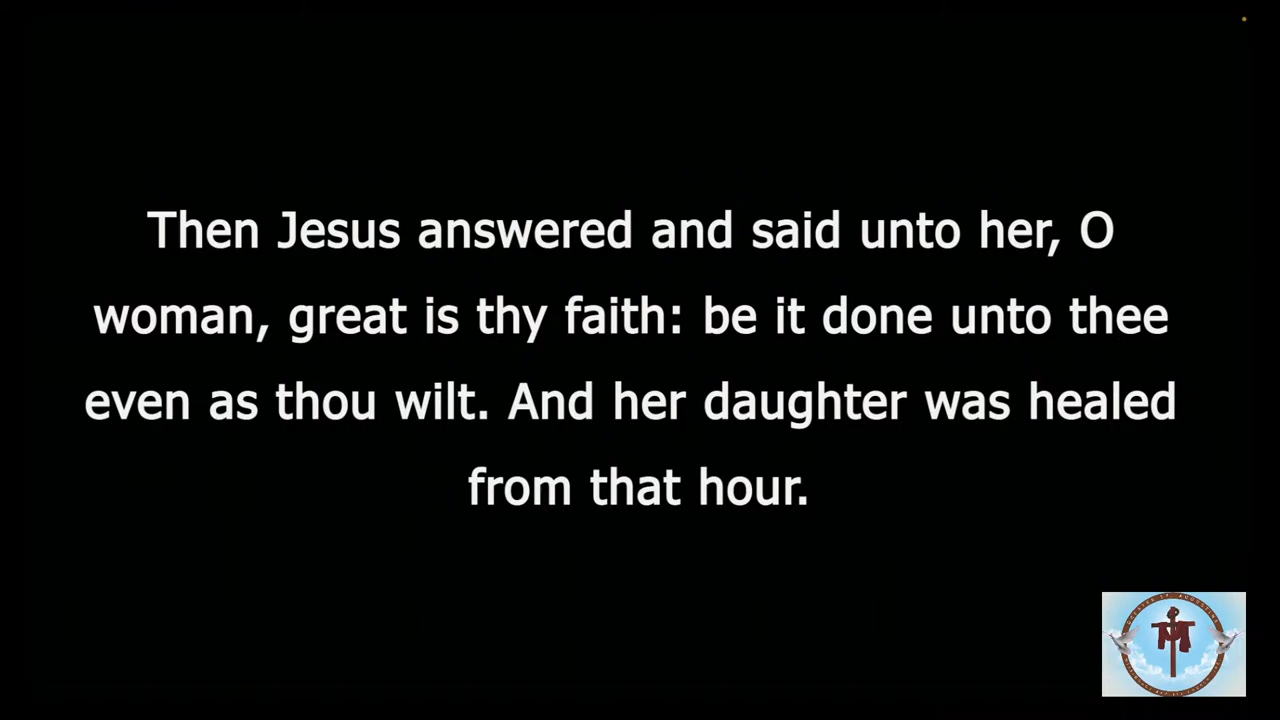 Then Jesus answered and said unto her, O
woman, great is thy faith: be it done unto thee
even as thou wilt. And her daughter was healed
from that hour.